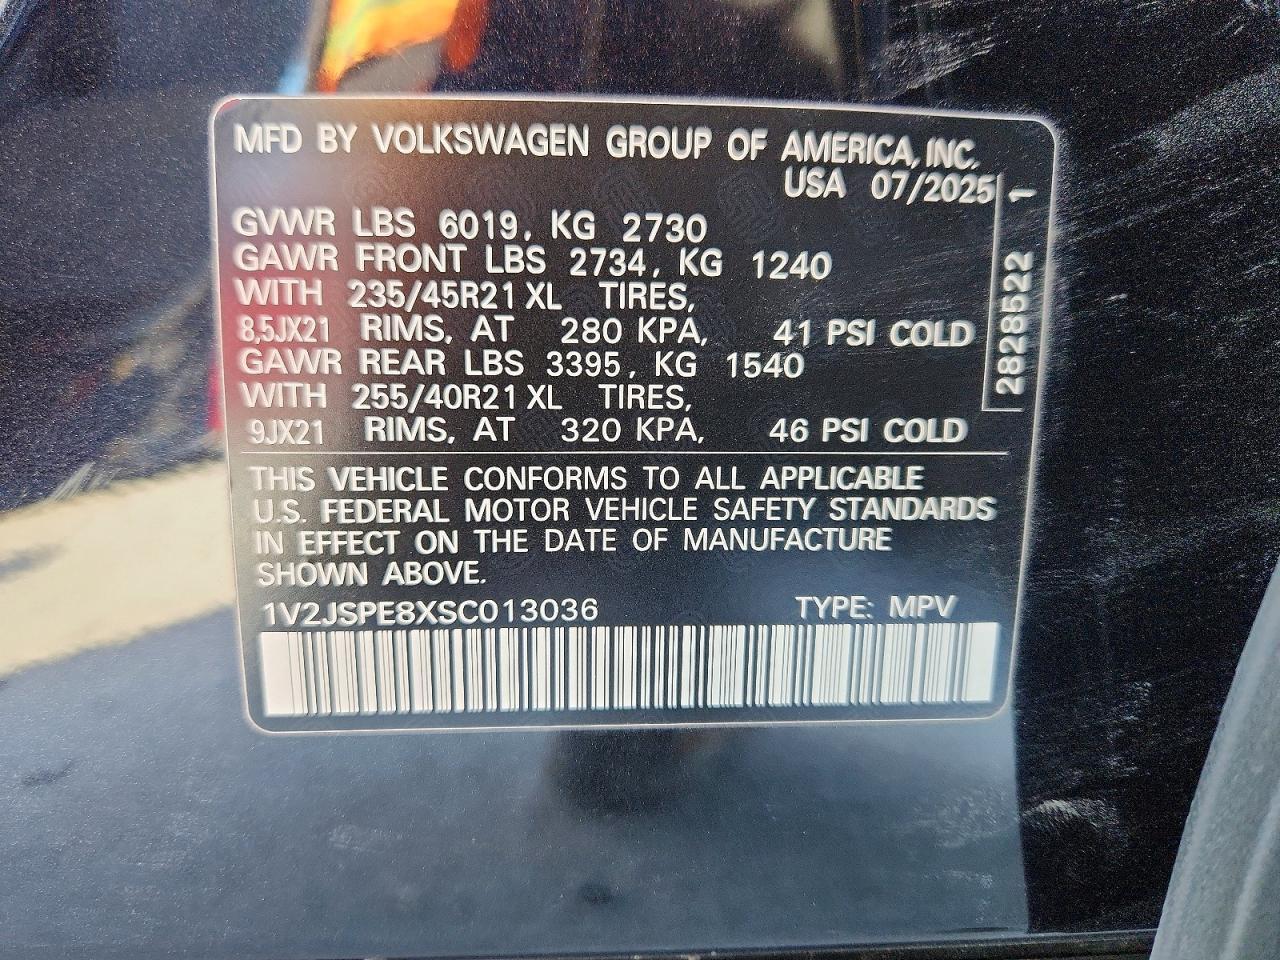 MFD BY VOLKSWAGEN GROUP OF AMERICA, INC.
USA 07/2025
GVWR LBS 6019, KG 2730
GAWR FRONT LBS 2734, KG 1240
WITH 235/45R21 XL TIRES,
8,5JX21 RIMS, AT 280 KPA, 41 PSI COLD
GAWR REAR LBS 3395, KG 1540
WITH 255/40R21 XL TIRES,
9JX21 RIMS, AT 320 KPA, 46 PSI COLD
2828522 1
THIS VEHICLE CONFORMS TO ALL APPLICABLE
U.S. FEDERAL MOTOR VEHICLE SAFETY STANDARDS
IN EFFECT ON THE DATE OF MANUFACTURE
SHOWN ABOVE.
1V2JSPE8XSC013036 TYPE: MPV